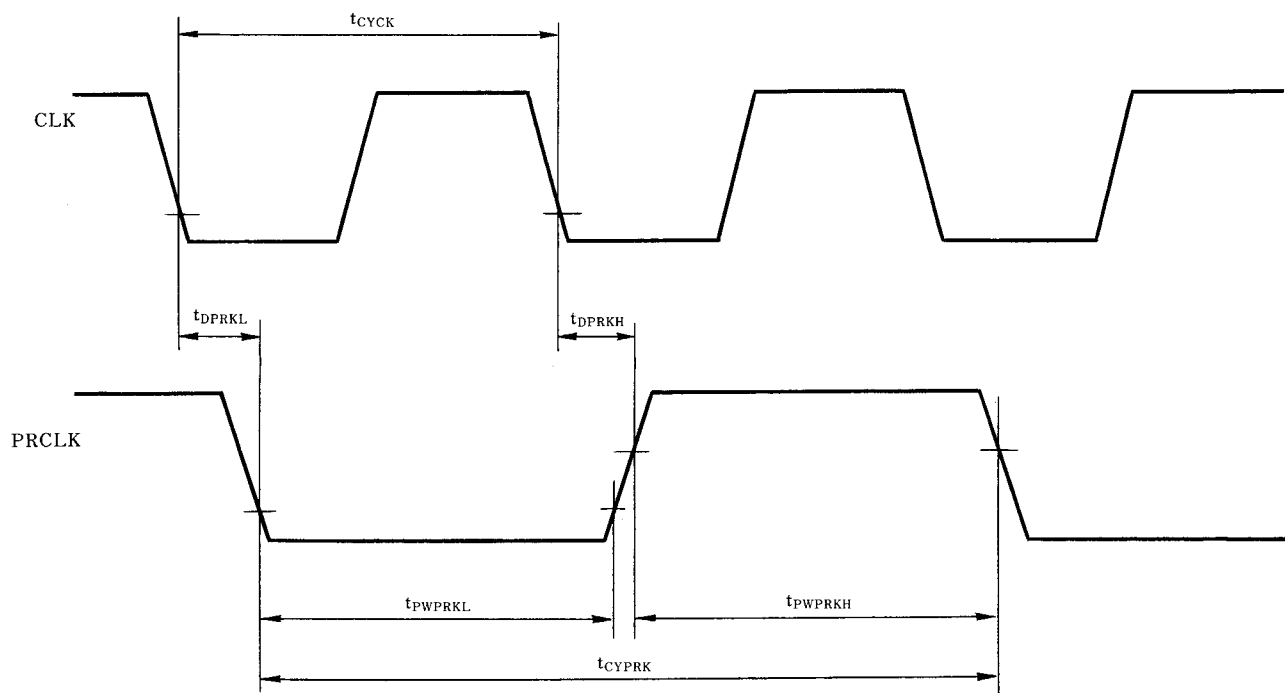 tCYCK
CLK
tDPRKL
tDPRKH
PRCLK
tPWPRKL
tPWPRKH
tCYPRK